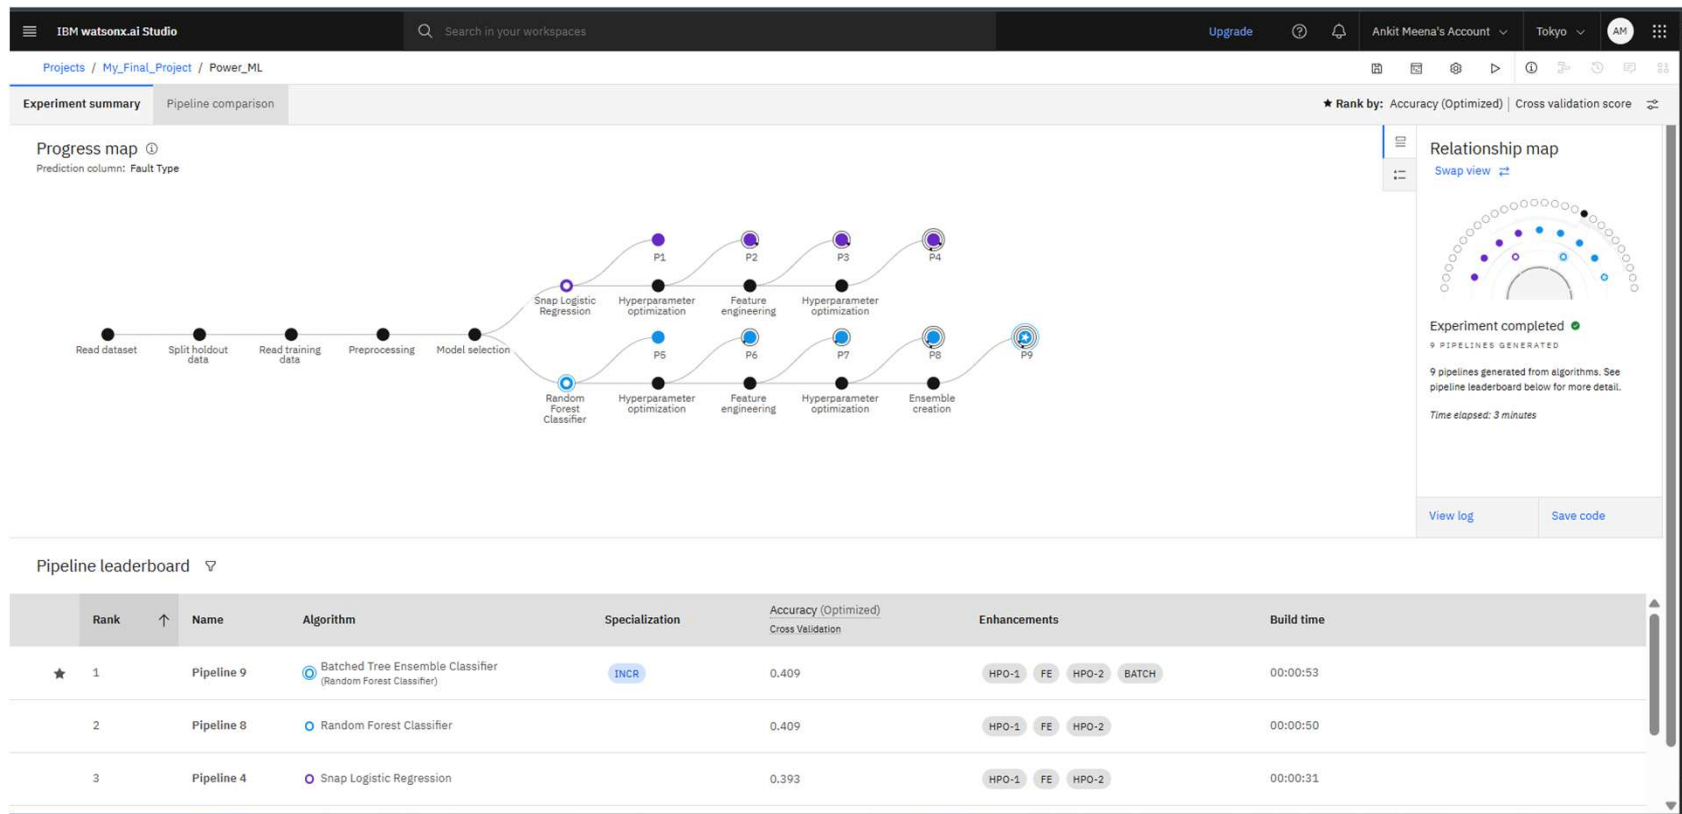 IBM watsonx.ai Studio
Search in your workspaces
Upgrade
Ankit Meena's Account
Tokyo
AM
Projects / My_Final_Project / Power_ML
Experiment summary
Pipeline comparison
Rank by: Accuracy (Optimized) | Cross validation score
Progress map
Prediction column: Fault Type
P1
P2
P3
P4
Snap Logistic
Regression
Hyperparameter
optimization
Feature
engineering
Hyperparameter
optimization
Read dataset
Split holdout
data
Read training
data
Preprocessing
Model selection
P5
P6
P7
P8
P9
Random
Forest
Classifier
Hyperparameter
optimization
Feature
engineering
Hyperparameter
optimization
Ensemble
creation
Relationship map
Swap view
Experiment completed
9 PIPELINES GENERATED
9 pipelines generated from algorithms. See
pipeline leaderboard below for more detail.
Time elapsed: 3 minutes
View log
Save code
Pipeline leaderboard
Rank
Name
Algorithm
Specialization
Accuracy (Optimized)
Cross Validation
Enhancements
Build time
1
Pipeline 9
Batched Tree Ensemble Classifier
(Random Forest Classifier)
INCR
0.409
HPO-1 FE HPO-2 BATCH
00:00:53
2
Pipeline 8
Random Forest Classifier
0.409
HPO-1 FE HPO-2
00:00:50
3
Pipeline 4
Snap Logistic Regression
0.393
HPO-1 FE HPO-2
00:00:31